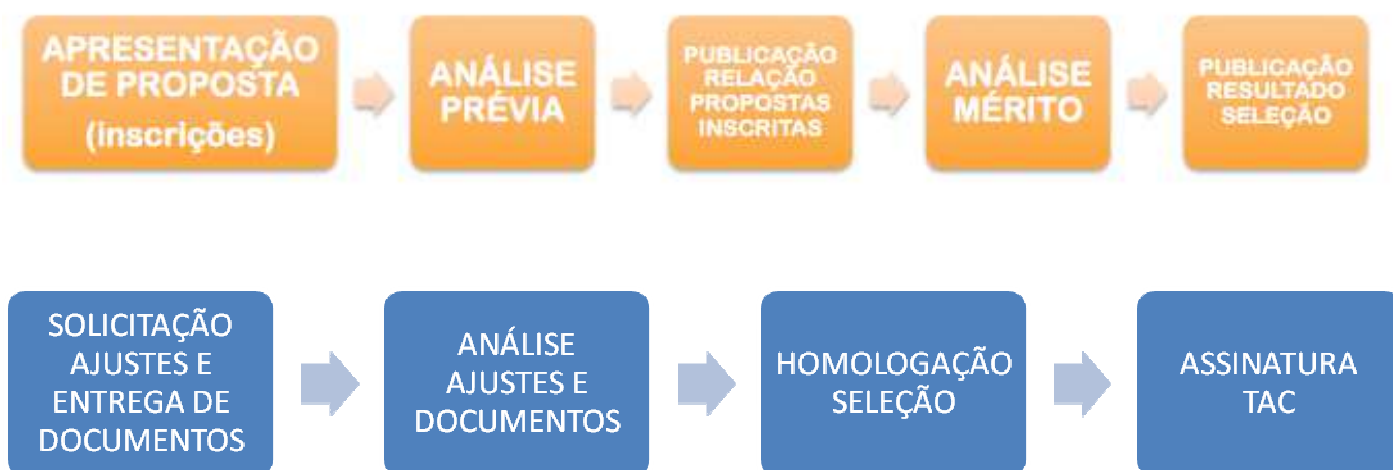 APRESENTAÇÃO
DE PROPOSTA
(inscrições)
ANÁLISE
PRÉVIA
PUBLICAÇÃO
RELAÇÃO
PROPOSTAS
INSCRITAS
ANÁLISE
MÉRITO
PUBLICAÇÃO
RESULTADO
SELEÇÃO
SOLICITAÇÃO
AJUSTES E
ENTREGA DE
DOCUMENTOS
ANÁLISE
AJUSTES E
DOCUMENTOS
HOMOLOGAÇÃO
SELEÇÃO
ASSINATURA
TAC